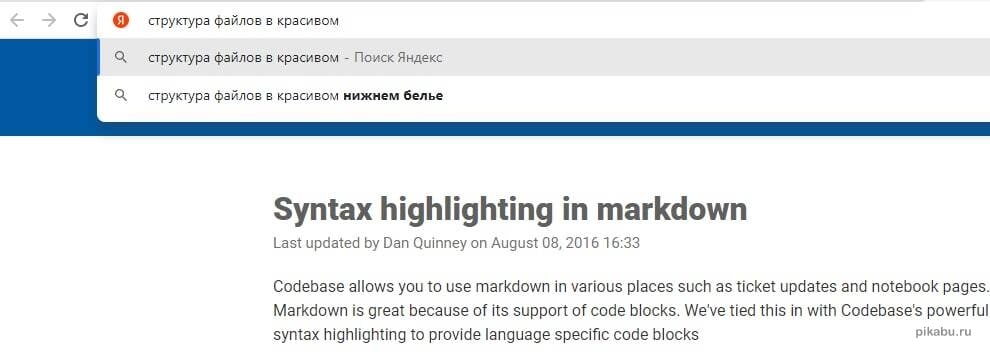 Я структура файлов в красивом
структура файлов в красивом - Поиск Яндекс
структура файлов в красивом нижнем белье
Syntax highlighting in markdown
Last updated by Dan Quinney on August 08, 2016 16:33
Codebase allows you to use markdown in various places such as ticket updates and notebook pages.
Markdown is great because of its support of code blocks. We've tied this in with Codebase's powerful
syntax highlighting to provide language specific code blocks
pikabu.ru